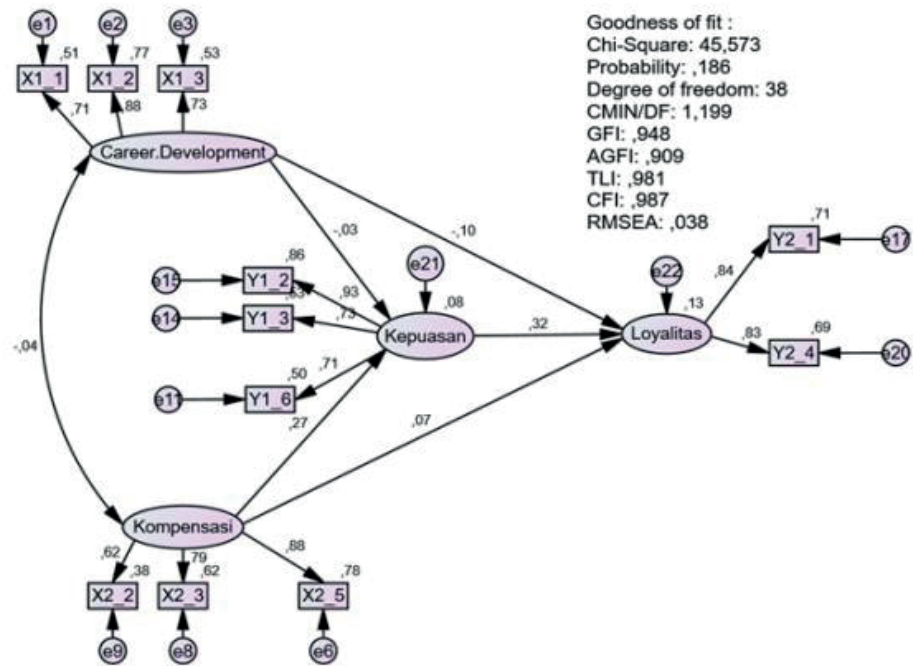 e1
e2
e3
,51
,77
,53
X1_1
X1_2
X1_3
,71
,88
,73
Career.Development
Goodness of fit :
Chi-Square: 45,573
Probability: ,186
Degree of freedom: 38
CMIN/DF: 1,199
GFI: ,948
AGFI: ,909
TLI: ,981
CFI: ,987
RMSEA: ,038
-,03
-,10
,86
e15
Y1_2
,93
e14
Y1_3
,73
e21
,08
Kepuasan
,50
,71
e11
Y1_6
,27
,32
e22
,13
Loyalitas
,07
,71
Y2_1
e17
,84
,83
,69
Y2_4
e20
-,04
Kompensasi
,62
,38
,79
,62
,88
,78
X2_2
X2_3
X2_5
e9
e8
e6